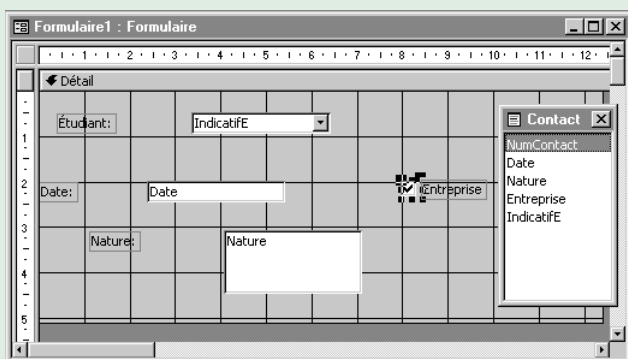 Formulaire1 : Formulaire
1 2 3 4 5 6 7 8 9 10 11 12
Détail
Étudiant: IndicatifE
Date: Date
Entreprise
Nature: Nature
1
2
3
4
5
Contact
NumContact
Date
Nature
Entreprise
IndicatifE